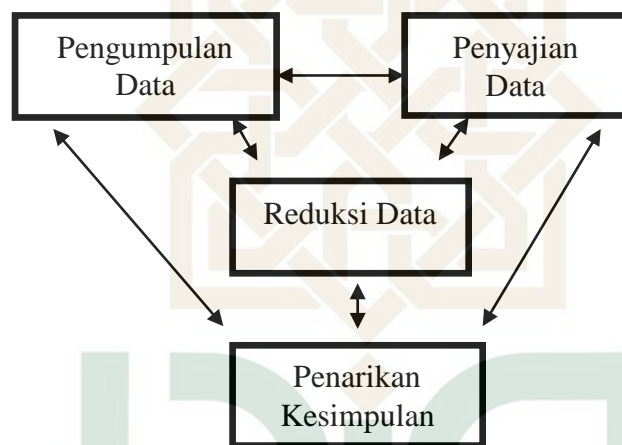 Pengumpulan
Data
Penyajian
Data
Reduksi Data
Penarikan
Kesimpulan